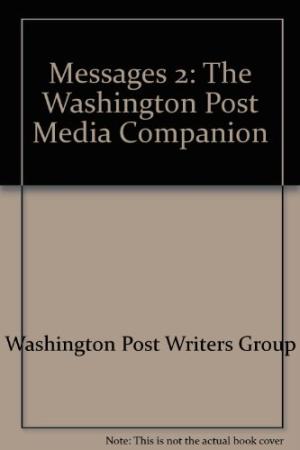 Messages 2: The
Washington Post
Media Companion
Washington Post Writers Group
Note: This is not the actual book cover